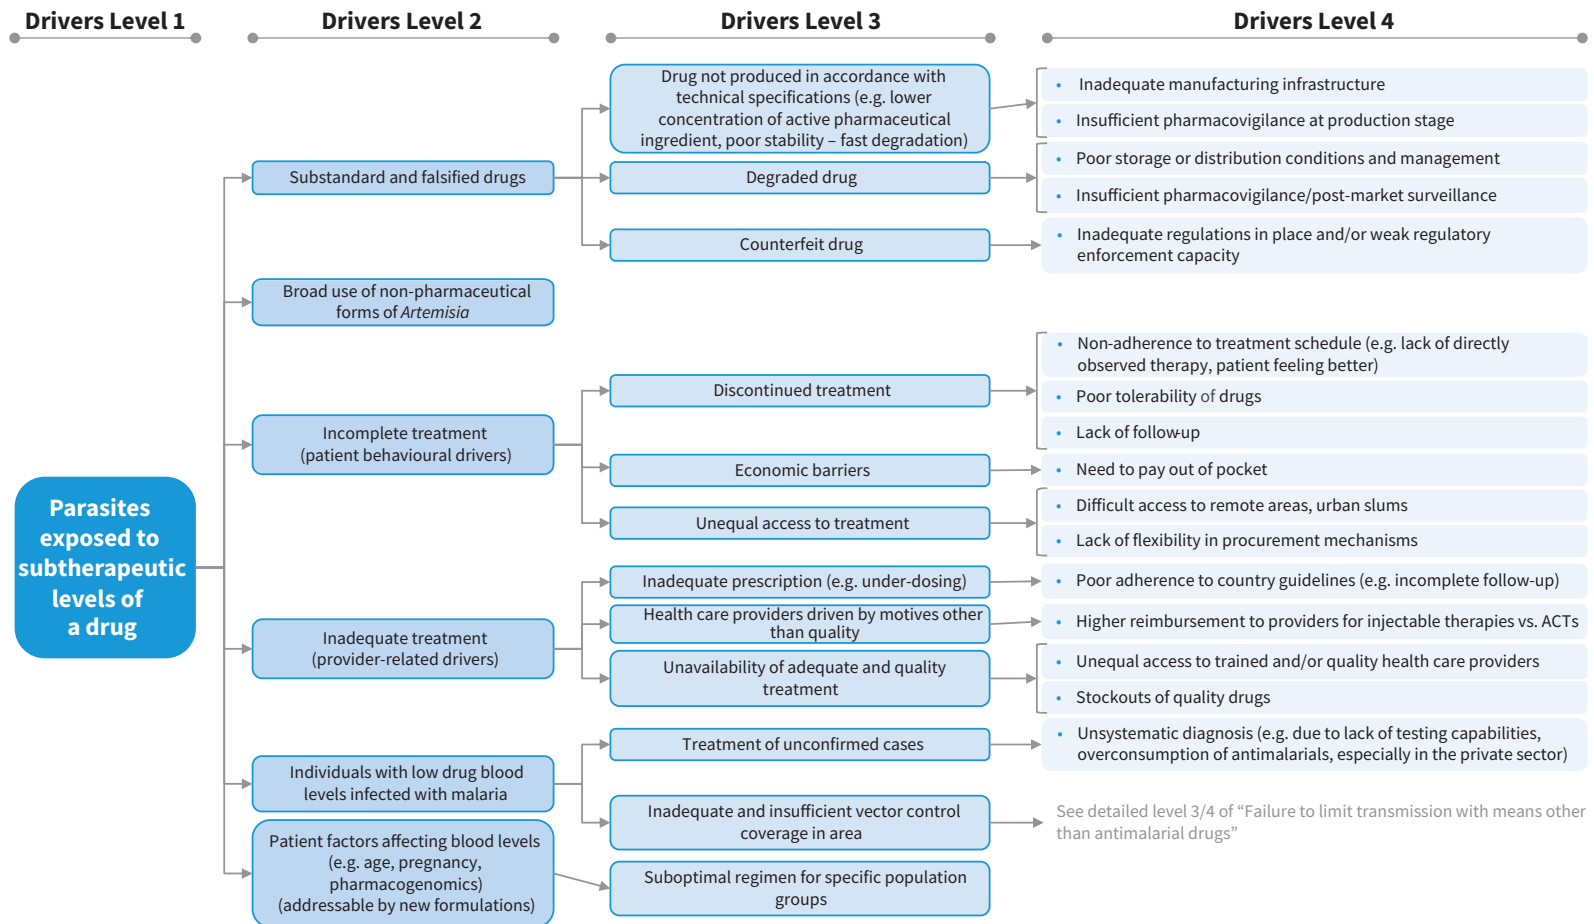 Drivers Level 1
Drivers Level 2
Drivers Level 3
Drivers Level 4
Parasites
exposed to
subtherapeutic
levels of
a drug
Substandard and falsified drugs
Drug not produced in accordance with
technical specifications (e.g. lower
concentration of active pharmaceutical
ingredient, poor stability – fast degradation)
• Inadequate manufacturing infrastructure
• Insufficient pharmacovigilance at production stage
Degraded drug
• Poor storage or distribution conditions and management
• Insufficient pharmacovigilance/post-market surveillance
Counterfeit drug
• Inadequate regulations in place and/or weak regulatory
enforcement capacity
Broad use of non-pharmaceutical
forms of Artemisia
Incomplete treatment
(patient behavioural drivers)
Discontinued treatment
• Non-adherence to treatment schedule (e.g. lack of directly
observed therapy, patient feeling better)
• Poor tolerability of drugs
• Lack of follow-up
Economic barriers
• Need to pay out of pocket
Unequal access to treatment
• Difficult access to remote areas, urban slums
• Lack of flexibility in procurement mechanisms
Inadequate treatment
(provider-related drivers)
Inadequate prescription (e.g. under-dosing)
• Poor adherence to country guidelines (e.g. incomplete follow-up)
Health care providers driven by motives other
than quality
• Higher reimbursement to providers for injectable therapies vs. ACTs
Unavailability of adequate and quality
treatment
• Unequal access to trained and/or quality health care providers
• Stockouts of quality drugs
Individuals with low drug blood
levels infected with malaria
Treatment of unconfirmed cases
• Unsystematic diagnosis (e.g. due to lack of testing capabilities,
overconsumption of antimalarials, especially in the private sector)
Inadequate and insufficient vector control
coverage in area
See detailed level 3/4 of “Failure to limit transmission with means other
than antimalarial drugs”
Patient factors affecting blood levels
(e.g. age, pregnancy,
pharmacogenomics)
(addressable by new formulations)
Suboptimal regimen for specific population
groups